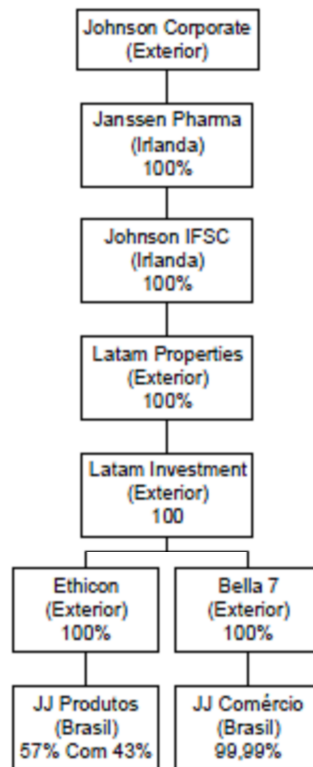 Johnson Corporate
(Exterior)
Janssen Pharma
(Irlanda)
100%
Johnson IFSC
(Irlanda)
100%
Latam Properties
(Exterior)
100%
Latam Investment
(Exterior)
100
Ethicon
(Exterior)
100%
Bella 7
(Exterior)
100%
JJ Produtos
(Brasil)
57% Com 43%
JJ Comércio
(Brasil)
99,99%